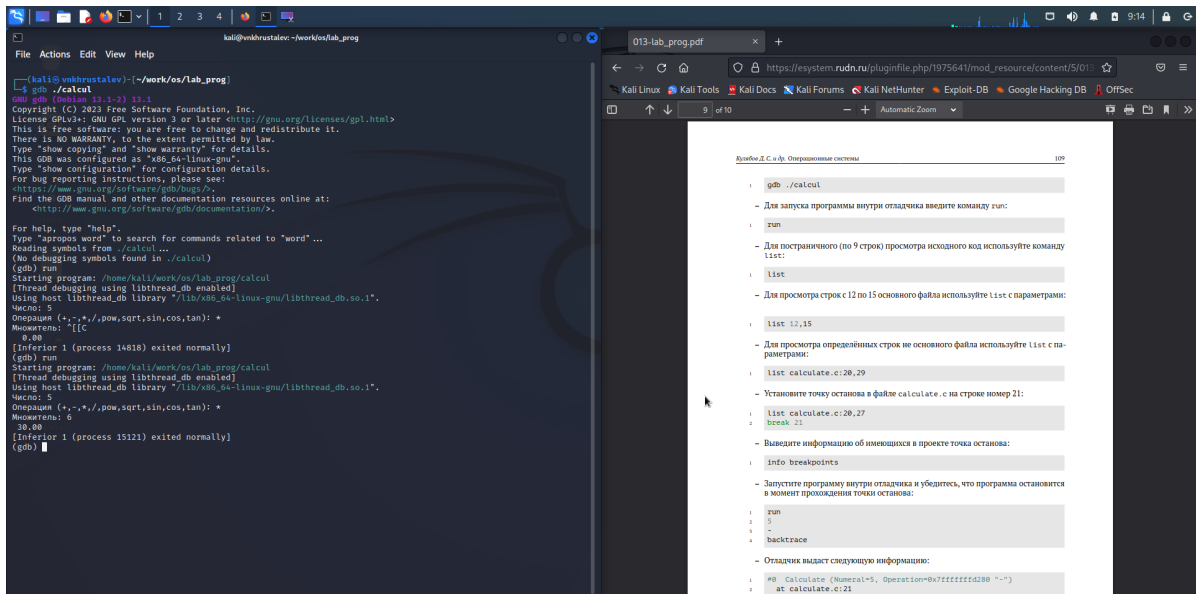 1 2 3 4
9:14
kali@vnkhrustalev: ~/work/os/lab_prog
File Actions Edit View Help
(kali㉿vnkhrustalev)-[~/work/os/lab_prog]
$ gdb ./calcul
GNU gdb (Debian 13.1-2) 13.1
Copyright (C) 2023 Free Software Foundation, Inc.
License GPLv3+: GNU GPL version 3 or later <http://gnu.org/licenses/gpl.html>
This is free software: you are free to change and redistribute it.
There is NO WARRANTY, to the extent permitted by law.
Type "show copying" and "show warranty" for details.
This GDB was configured as "x86_64-linux-gnu".
Type "show configuration" for configuration details.
For bug reporting instructions, please see:
<https://www.gnu.org/software/gdb/bugs/>.
Find the GDB manual and other documentation resources online at:
<http://www.gnu.org/software/gdb/documentation/>.
For help, type "help".
Type "apropos word" to search for commands related to "word"...
Reading symbols from ./calcul...
(No debugging symbols found in ./calcul)
(gdb) run
Starting program: /home/kali/work/os/lab_prog/calcul
[Thread debugging using libthread_db enabled]
Using host libthread_db library "/lib/x86_64-linux-gnu/libthread_db.so.1".
Число: 5
Операция (+,-,*,/,pow,sqrt,sin,cos,tan): *
Множитель: ^[[C
0.00
[Inferior 1 (process 14818) exited normally]
(gdb) run
Starting program: /home/kali/work/os/lab_prog/calcul
[Thread debugging using libthread_db enabled]
Using host libthread_db library "/lib/x86_64-linux-gnu/libthread_db.so.1".
Число: 5
Операция (+,-,*,/,pow,sqrt,sin,cos,tan): *
Множитель: 6
30.00
[Inferior 1 (process 15121) exited normally]
(gdb)
013-lab_prog.pdf
https://esystem.rudn.ru/pluginfile.php/1975641/mod_resource/content/5/013
Kali Linux Kali Tools Kali Docs Kali Forums Kali NetHunter Exploit-DB Google Hacking DB OffSec
9 of 10 Automatic Zoom
Кулябов Д. С. и др. Операционные системы 109
1 gdb ./calcul
– Для запуска программы внутри отладчика введите команду run:
1 run
– Для постраничного (по 9 строк) просмотра исходного код используйте команду
list:
1 list
– Для просмотра строк с 12 по 15 основного файла используйте list с параметрами:
1 list 12,15
– Для просмотра определённых строк не основного файла используйте list с па-
раметрами:
1 list calculate.c:20,29
– Установите точку останова в файле calculate.c на строке номер 21:
1 list calculate.c:20,27
2 break 21
– Выведите информацию об имеющихся в проекте точка останова:
1 info breakpoints
– Запустите программу внутри отладчика и убедитесь, что программа остановится
в момент прохождения точки останова:
1 run
2 5
3 -
4 backtrace
– Отладчик выдаст следующую информацию:
1 #0 Calculate (Numeral=5, Operation=0x7fffffffd280 "-")
2 at calculate.c:21